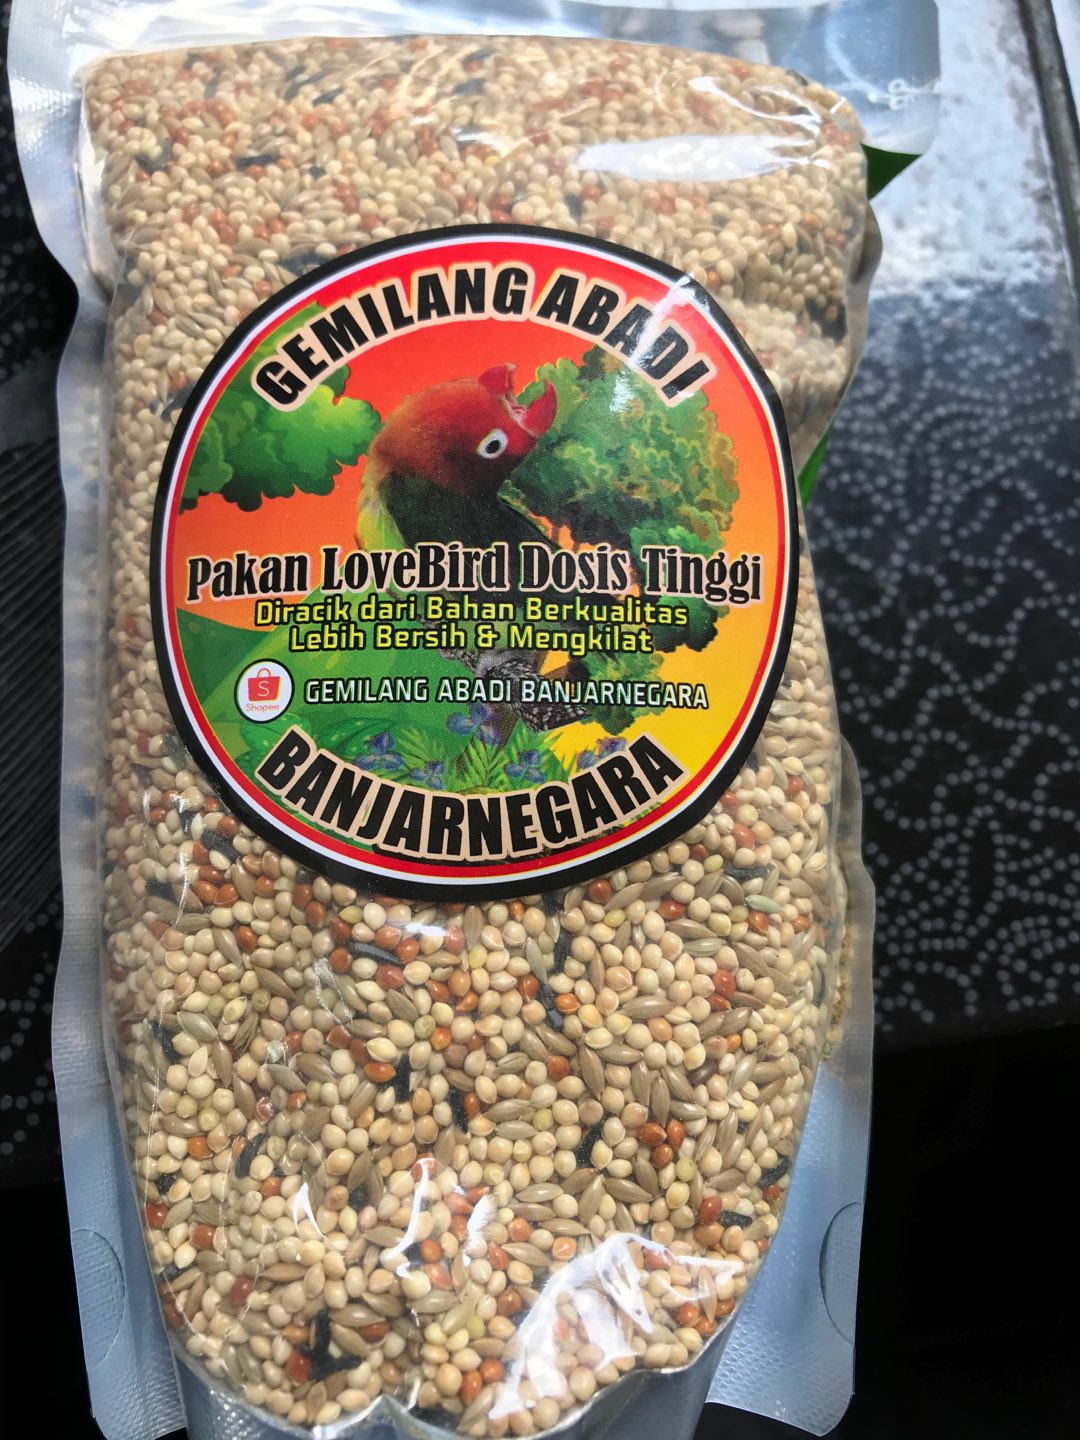 GEMILANG ABADI
Pakan LoveBird Dosis Tinggi
Diracik dari Bahan Berkualitas
Lebih Bersih & Mengkilat
S
Shopee
GEMILANG ABADI BANJARNEGARA
BANJARNEGARA